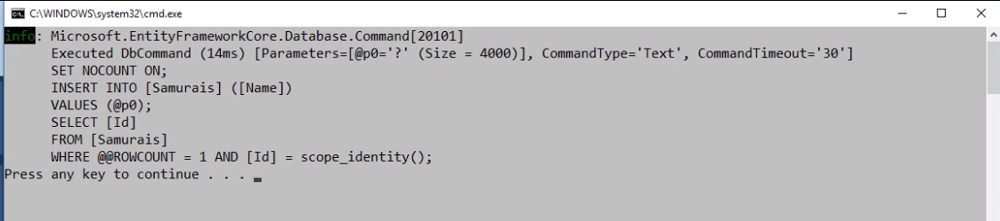 C:\WINDOWS\system32\cmd.exe
info: Microsoft.EntityFrameworkCore.Database.Command[20101]
Executed DbCommand (14ms) [Parameters=[@p0='?' (Size = 4000)], CommandType='Text', CommandTimeout='30']
SET NOCOUNT ON;
INSERT INTO [Samurais] ([Name])
VALUES (@p0);
SELECT [Id]
FROM [Samurais]
WHERE @@ROWCOUNT = 1 AND [Id] = scope_identity();
Press any key to continue . . .